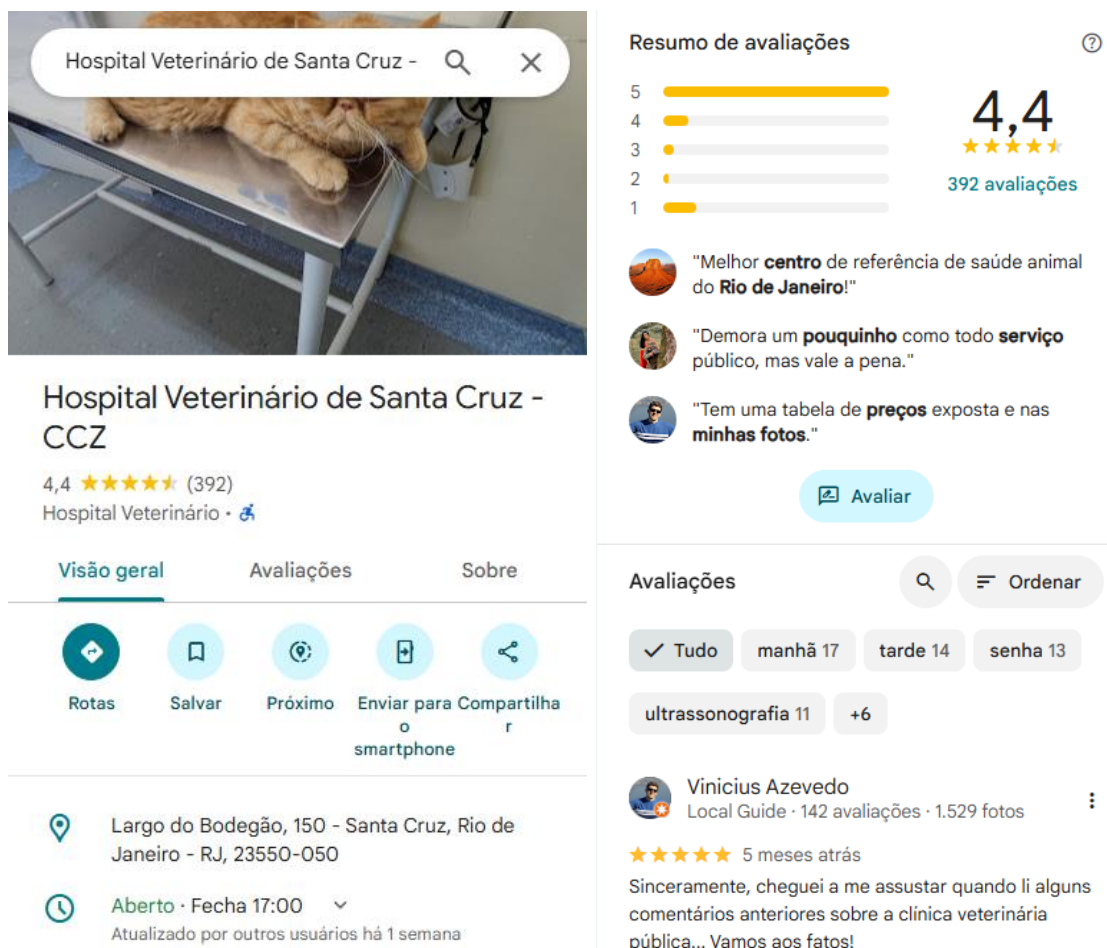 Hospital Veterinário de Santa Cruz -
Hospital Veterinário de Santa Cruz -
CCZ
4,4 (392)
Hospital Veterinário ·
Visão geral
Avaliações
Sobre
Rotas
Salvar
Próximo
Enviar para
o
smartphone
Compartilha
r
Largo do Bodegão, 150 - Santa Cruz, Rio de
Janeiro - RJ, 23550-050
Aberto · Fecha 17:00
Atualizado por outros usuários há 1 semana
Resumo de avaliações
5
4
3
2
1
4,4
392 avaliações
"Melhor centro de referência de saúde animal
do Rio de Janeiro!"
"Demora um pouquinho como todo serviço
público, mas vale a pena."
"Tem uma tabela de preços exposta e nas
minhas fotos."
Avaliar
Avaliações
Ordenar
Tudo
manhã 17
tarde 14
senha 13
ultrassonografia 11
+6
Vinicius Azevedo
Local Guide · 142 avaliações · 1.529 fotos
5 meses atrás
Sinceramente, cheguei a me assustar quando li alguns
comentários anteriores sobre a clínica veterinária
pública... Vamos aos fatos!